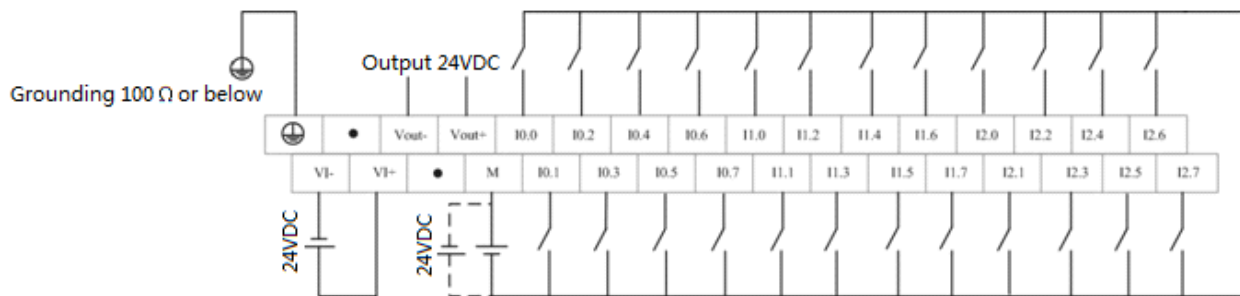 Output 24VDC
Grounding 100 Ω or below
● Vout- Vout+ I0.0 I0.2 I0.4 I0.6 I1.0 I1.2 I1.4 I1.6 I2.0 I2.2 I2.4 I2.6
VI- VI+ ● M I0.1 I0.3 I0.5 I0.7 I1.1 I1.3 I1.5 I1.7 I2.1 I2.3 I2.5 I2.7
24VDC
24VDC